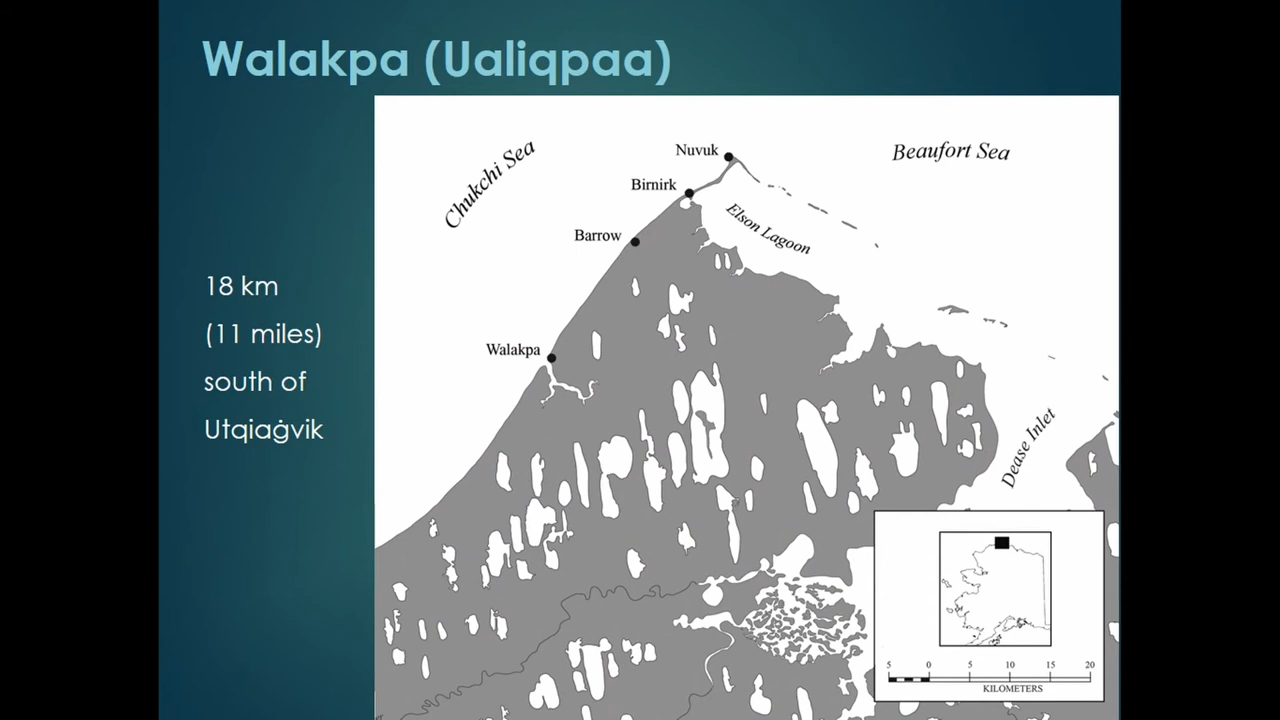 Walakpa (Ualiqpaa)
18 km
(11 miles)
south of
Utqiaġvik
Chukchi Sea
Beaufort Sea
Nuvuk
Birnirk
Elson Lagoon
Barrow
Walakpa
Dease Inlet
5 0 5 10 15 20
KILOMETERS